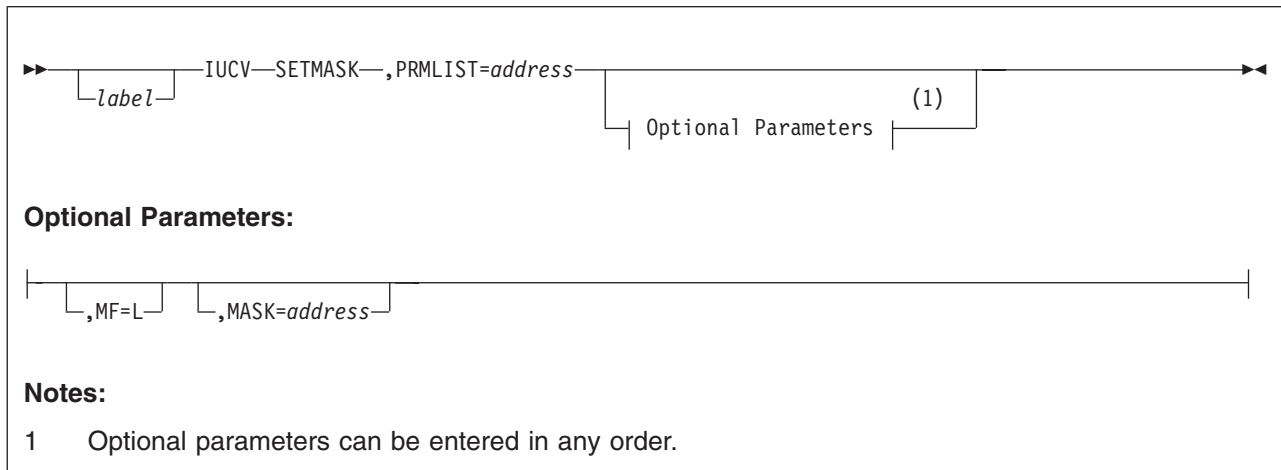 IUCV SETMASK ,PRMLIST=address
label
(1)
Optional Parameters
Optional Parameters:
,MF=L ,MASK=address
Notes:
1 Optional parameters can be entered in any order.